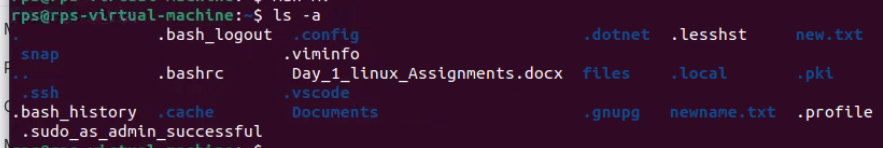 rps@rps-virtual-machine:~$ ls -a
.              .bash_logout  .config                      .dotnet  .lesshst     new.txt
 snap                        .viminfo
..             .bashrc       Day_1_linux_Assignments.docx  files    .local       .pki
 .ssh                        .vscode
.bash_history  .cache        Documents                    .gnupg   newname.txt  .profile
 .sudo_as_admin_successful